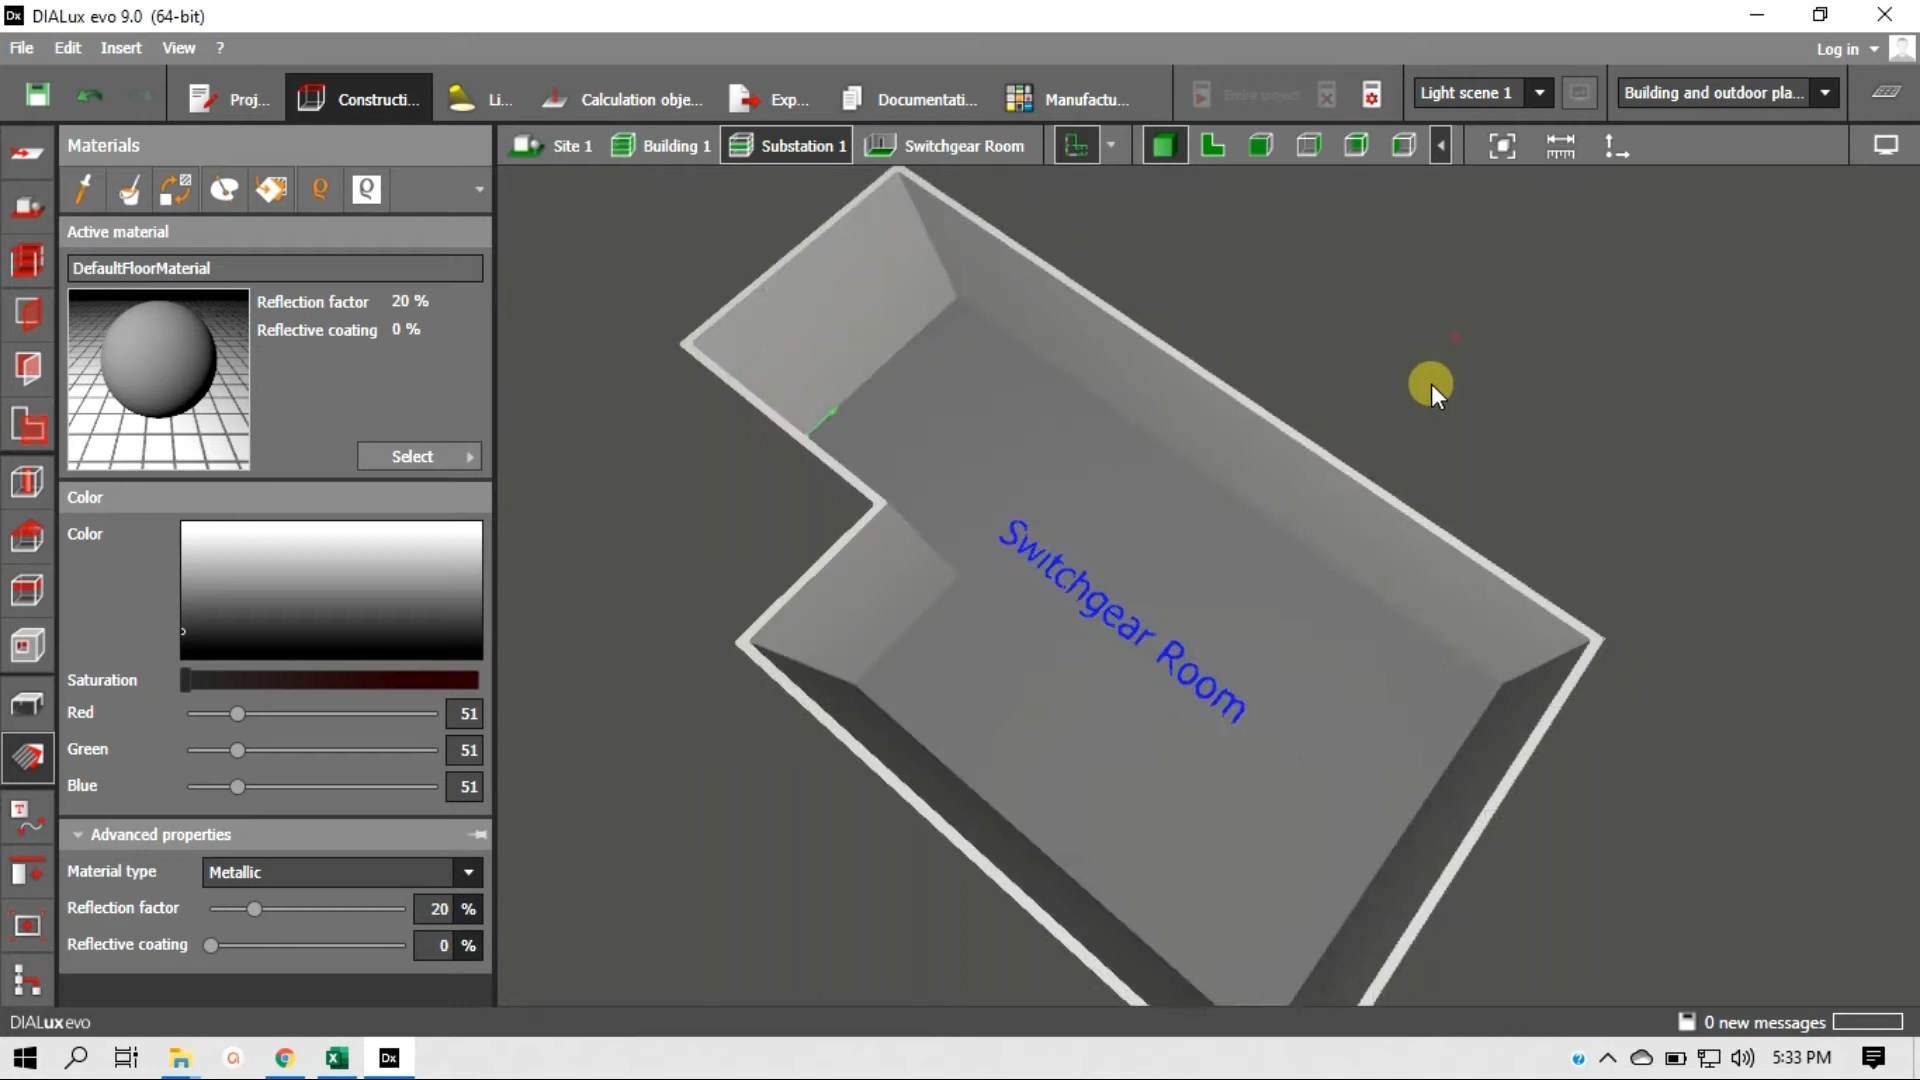 Dx DIALux evo 9.0 (64-bit)
File Edit Insert View ? Log in
Proj... Constructi... Li... Calculation obje... Exp... Documentati... Manufactu... Entire project Light scene 1 Building and outdoor pla...
Materials Site 1 Building 1 Substation 1 Switchgear Room
Active material
DefaultFloorMaterial
Reflection factor 20 %
Reflective coating 0 %
Select
Color
Color
Saturation
Red 51
Green 51
Blue 51
Advanced properties
Material type Metallic
Reflection factor 20 %
Reflective coating 0 %
Switchgear Room
DIALux evo 0 new messages
Dx 5:33 PM